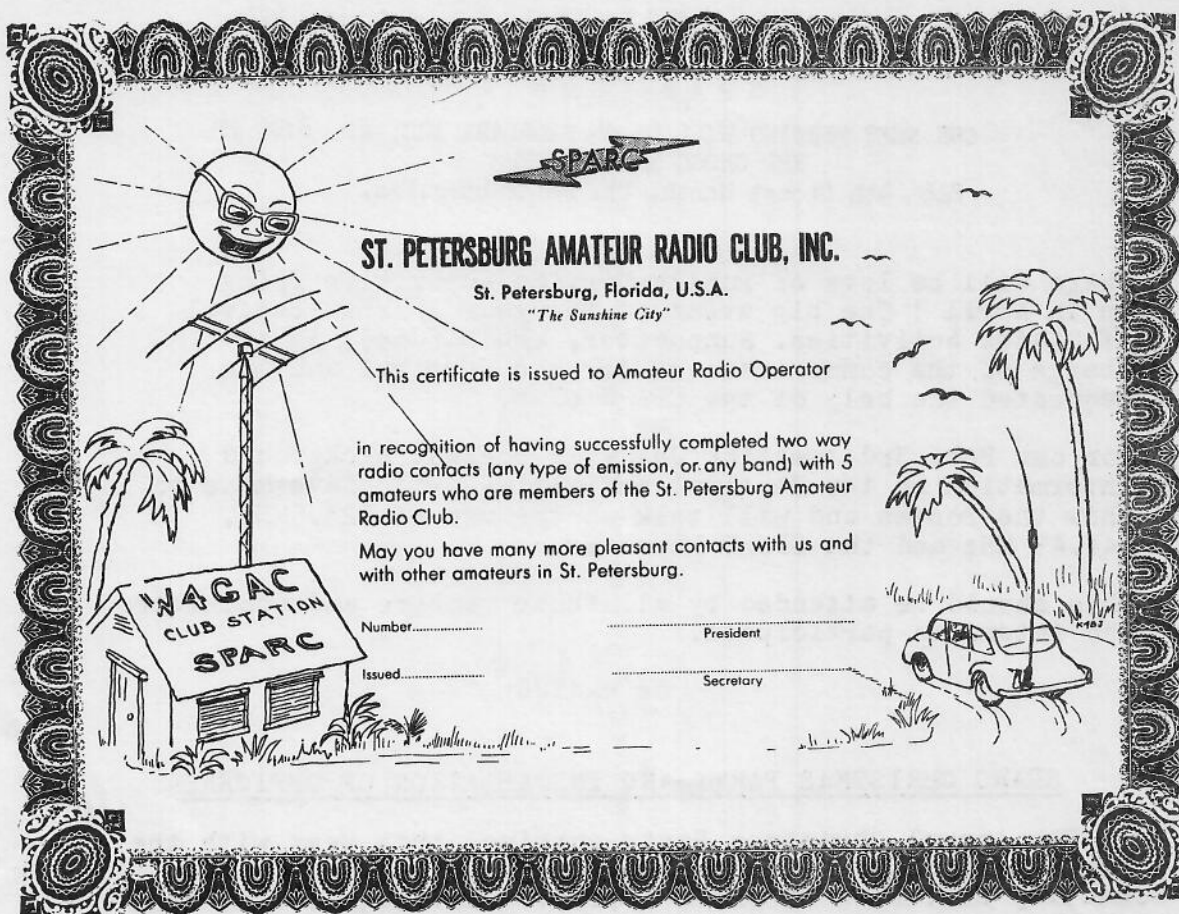 SPARC
ST. PETERSBURG AMATEUR RADIO CLUB, INC.
St. Petersburg, Florida, U.S.A.
"The Sunshine City"
This certificate is issued to Amateur Radio Operator
in recognition of having successfully completed two way
radio contacts (any type of emission, or any band) with 5
amateurs who are members of the St. Petersburg Amateur
Radio Club.
May you have many more pleasant contacts with us and
with other amateurs in St. Petersburg.
Number
President
Issued
Secretary
W4GAC
CLUB STATION
SPARC